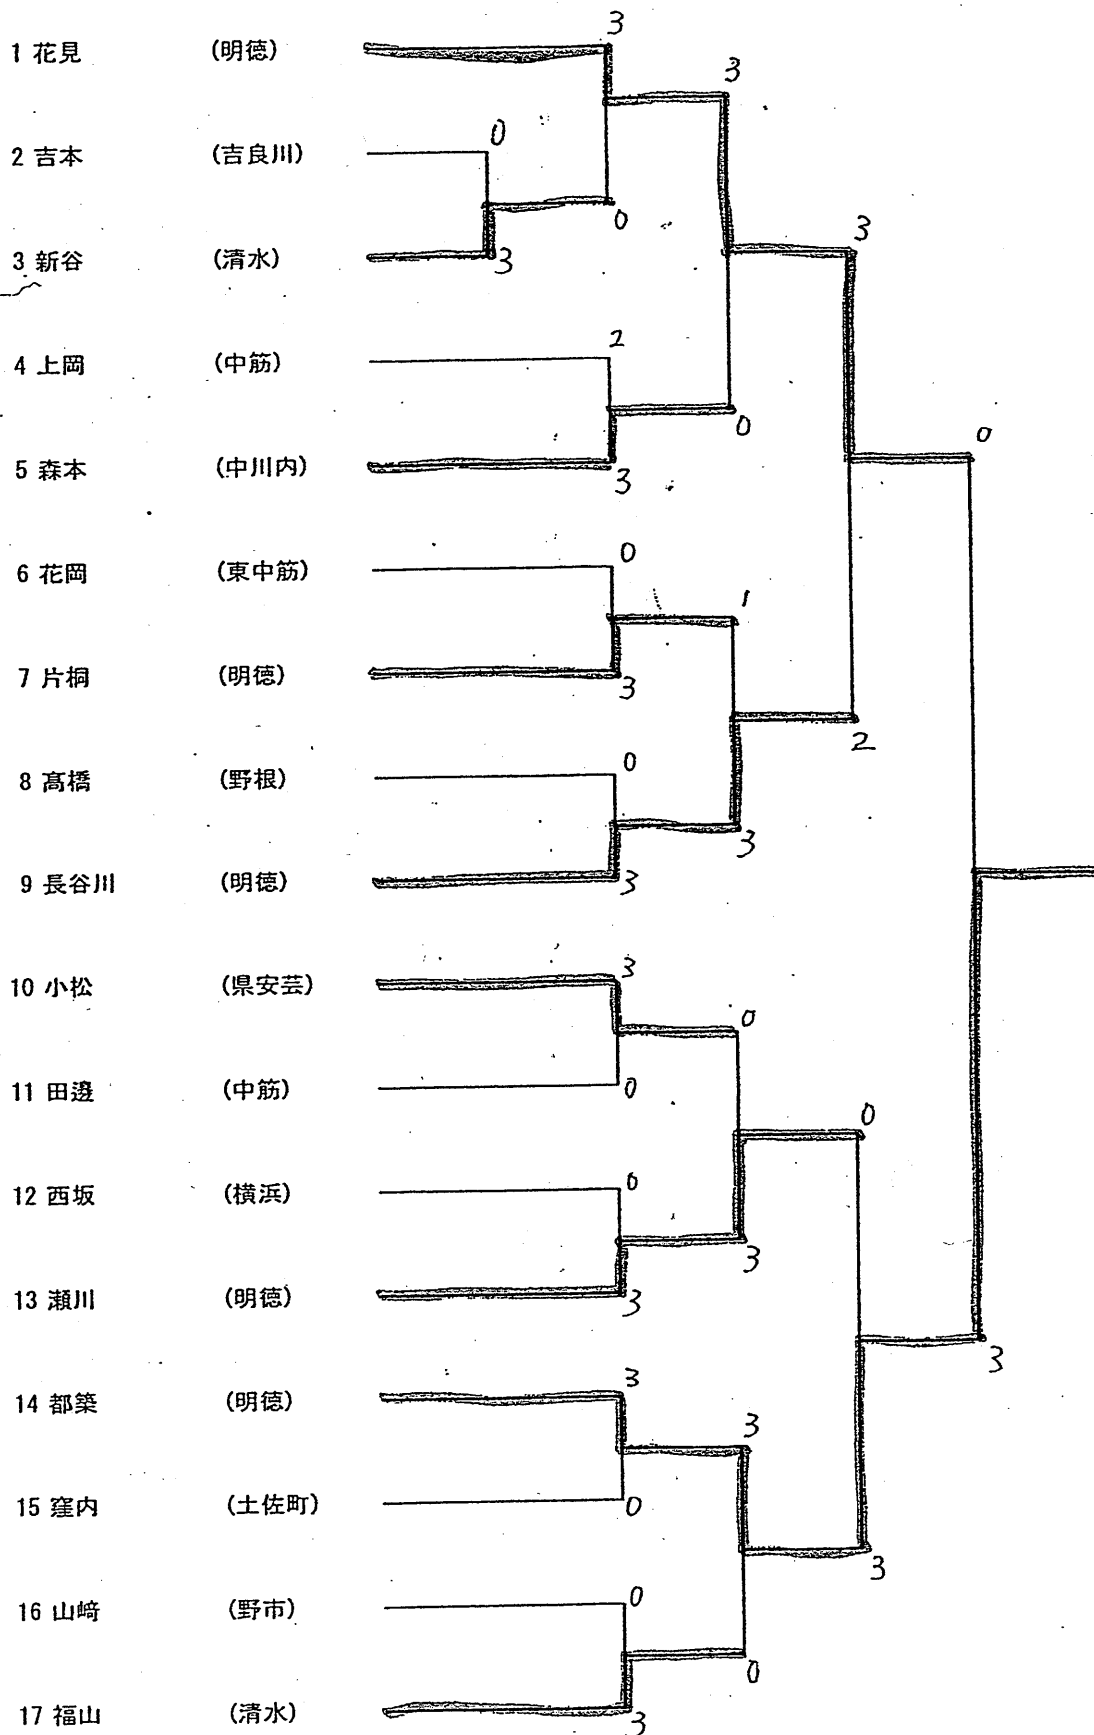 3
1 花見 (明徳)
3
0
2 吉本 (吉良川)
0
3
3 新谷 (清水)
3
2
4 上岡 (中筋)
0
0
5 森本 (中川内)
3
0
6 花岡 (東中筋)
1
7 片桐 (明徳)
3
2
0
8 髙橋 (野根)
3
9 長谷川 (明徳)
3
3
10 小松 (県安芸)
0
11 田邉 (中筋)
0
0
0
12 西坂 (横浜)
3
13 瀬川 (明徳)
3
3
3
14 都築 (明徳)
3
15 窪内 (土佐町)
0
3
0
16 山﨑 (野市)
0
17 福山 (清水)
3